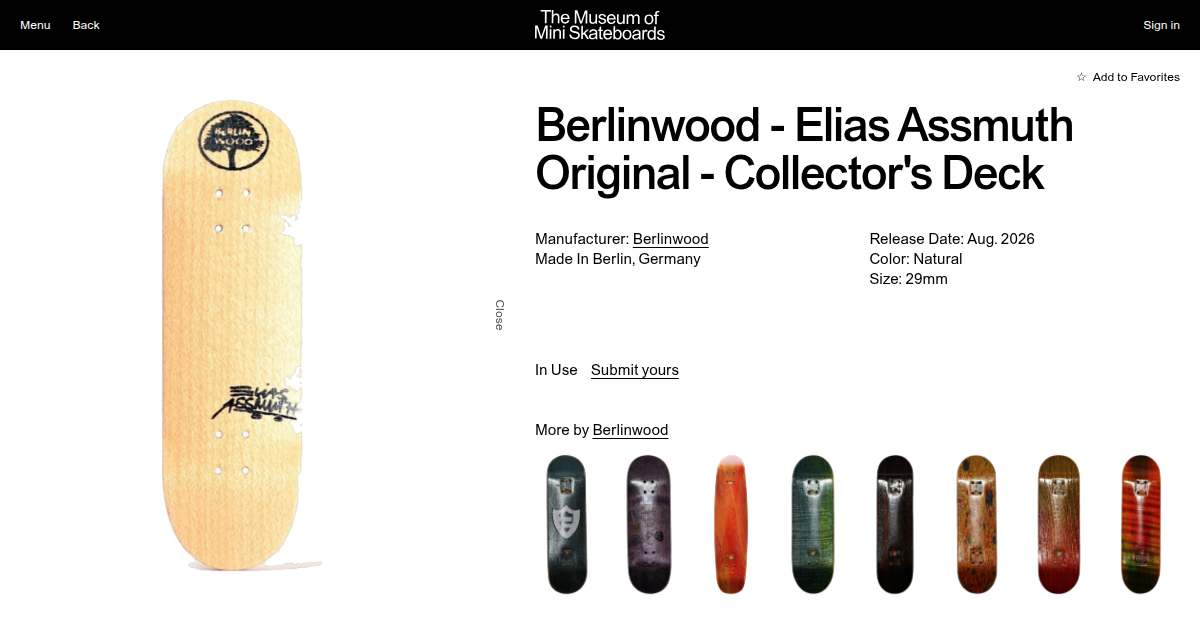 Menu
Back
The Museum of
Mini Skateboards
Sign in
☆ Add to Favorites
BERLIN
WOOD
Berlinwood - Elias Assmuth
Original - Collector's Deck
Manufacturer: Berlinwood
Made In Berlin, Germany
Release Date: Aug. 2026
Color: Natural
Size: 29mm
Close
Elias
ASSMUTH
In Use Submit yours
More by Berlinwood